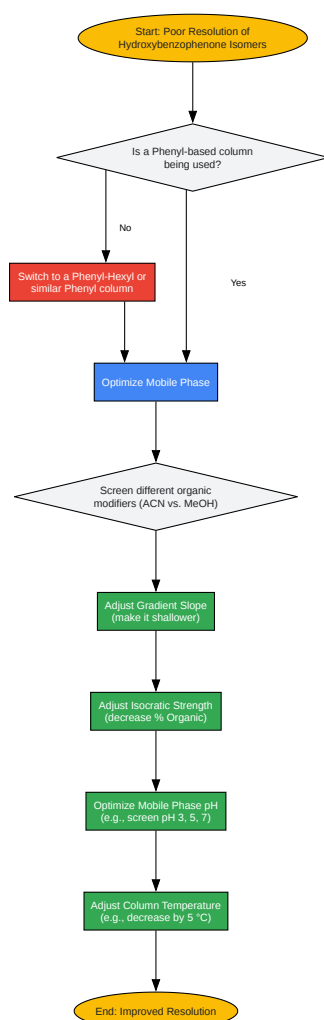 Start: Poor Resolution of
Hydroxybenzophenone Isomers
Is a Phenyl-based column
being used?
No
Switch to a Phenyl-Hexyl or
similar Phenyl column
Yes
Optimize Mobile Phase
Screen different organic
modifiers (ACN vs. MeOH)
Adjust Gradient Slope
(make it shallower)
Adjust Isocratic Strength
(decrease % Organic)
Optimize Mobile Phase pH
(e.g., screen pH 3, 5, 7)
Adjust Column Temperature
(e.g., decrease by 5 °C)
End: Improved Resolution